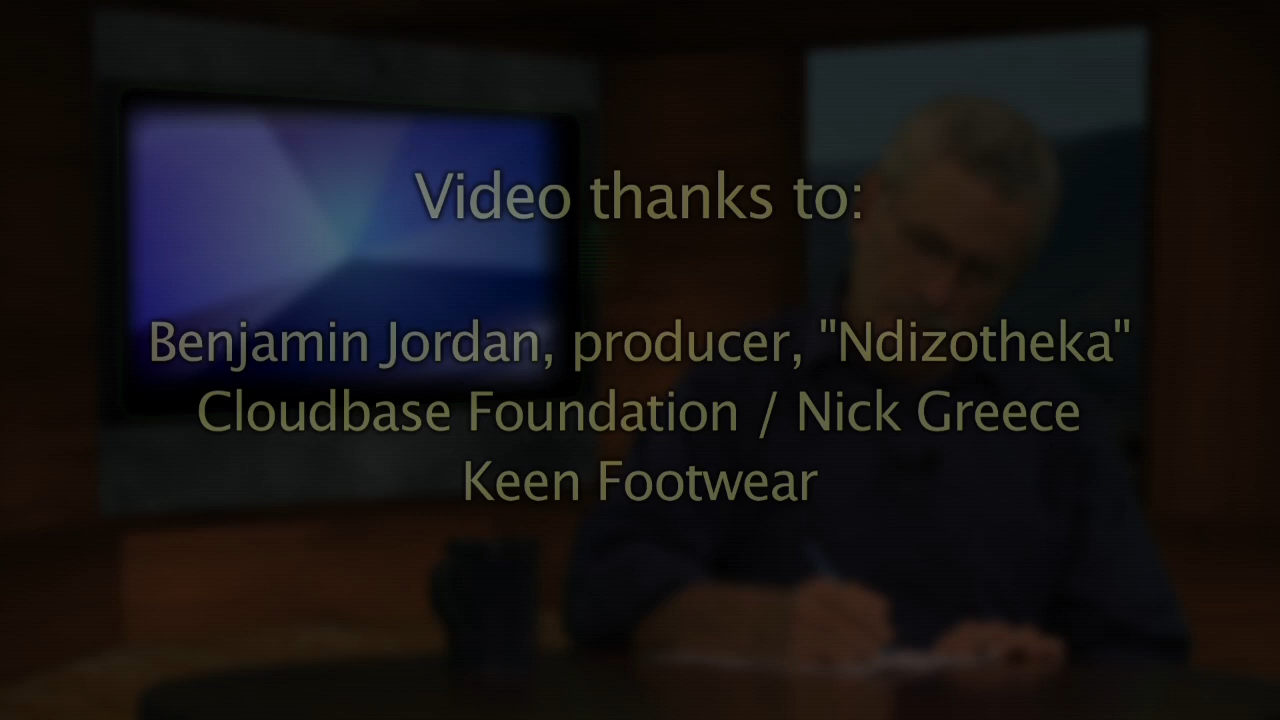 Video thanks to:
Benjamin Jordan, producer, "Ndizotheka"
Cloudbase Foundation / Nick Greece
Keen Footwear